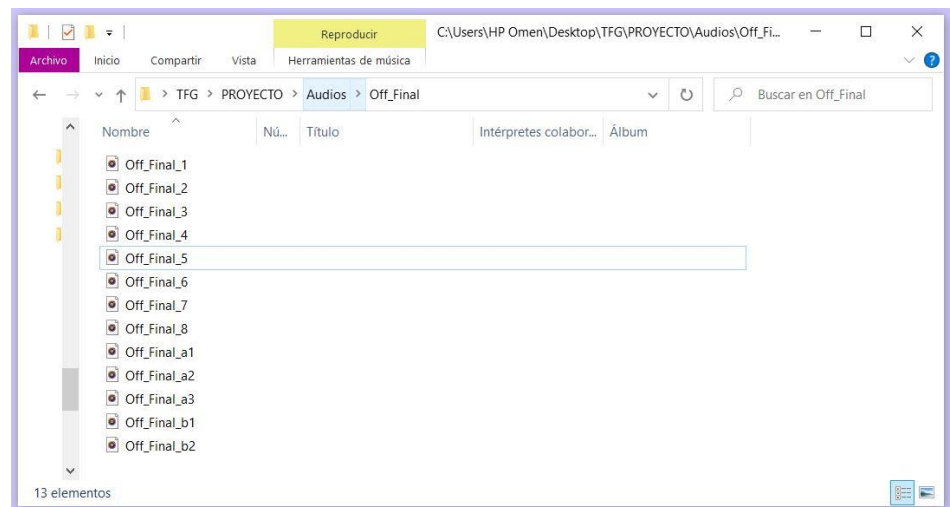 Reproducir
C:\Users\HP Omen\Desktop\TFG\PROYECTO\Audios\Off_Fi...
Archivo Inicio Compartir Vista Herramientas de música
> TFG > PROYECTO > Audios > Off_Final
Buscar en Off_Final
Nombre Nú... Título Intérpretes colabor... Álbum
Off_Final_1
Off_Final_2
Off_Final_3
Off_Final_4
Off_Final_5
Off_Final_6
Off_Final_7
Off_Final_8
Off_Final_a1
Off_Final_a2
Off_Final_a3
Off_Final_b1
Off_Final_b2
13 elementos